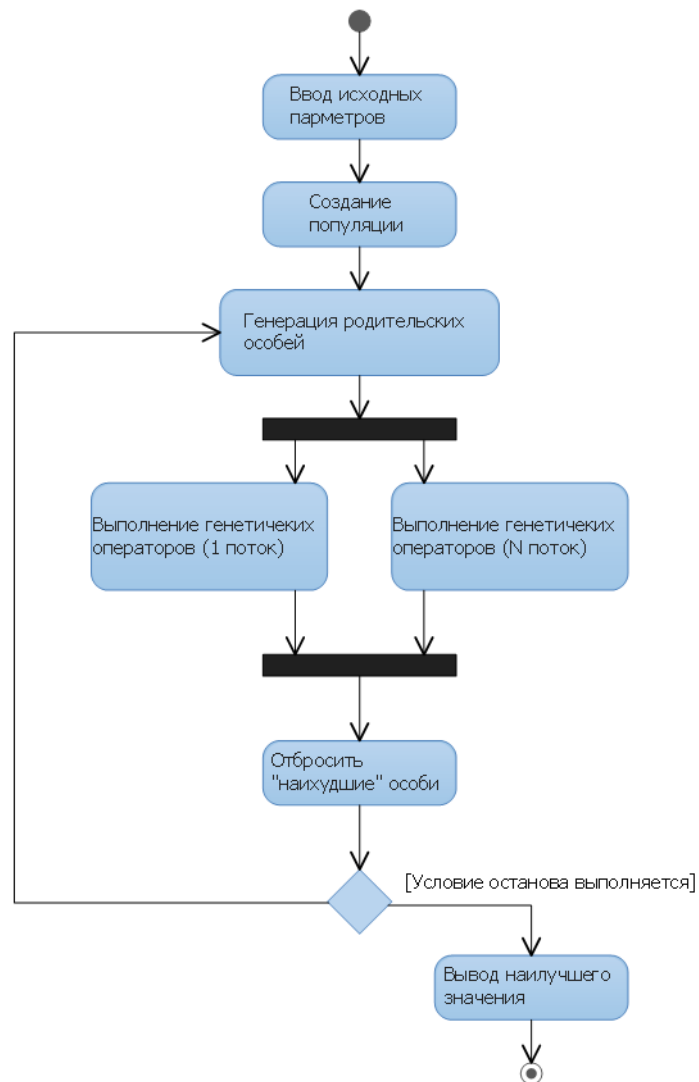 Ввод исходных
парметров
Создание
популяции
Генерация родительских
особей
Выполнение генетичеких
операторов (1 поток)
Выполнение генетичеких
операторов (N поток)
Отбросить
"наихудшие" особи
[Условие останова выполняется]
Вывод наилучшего
значения